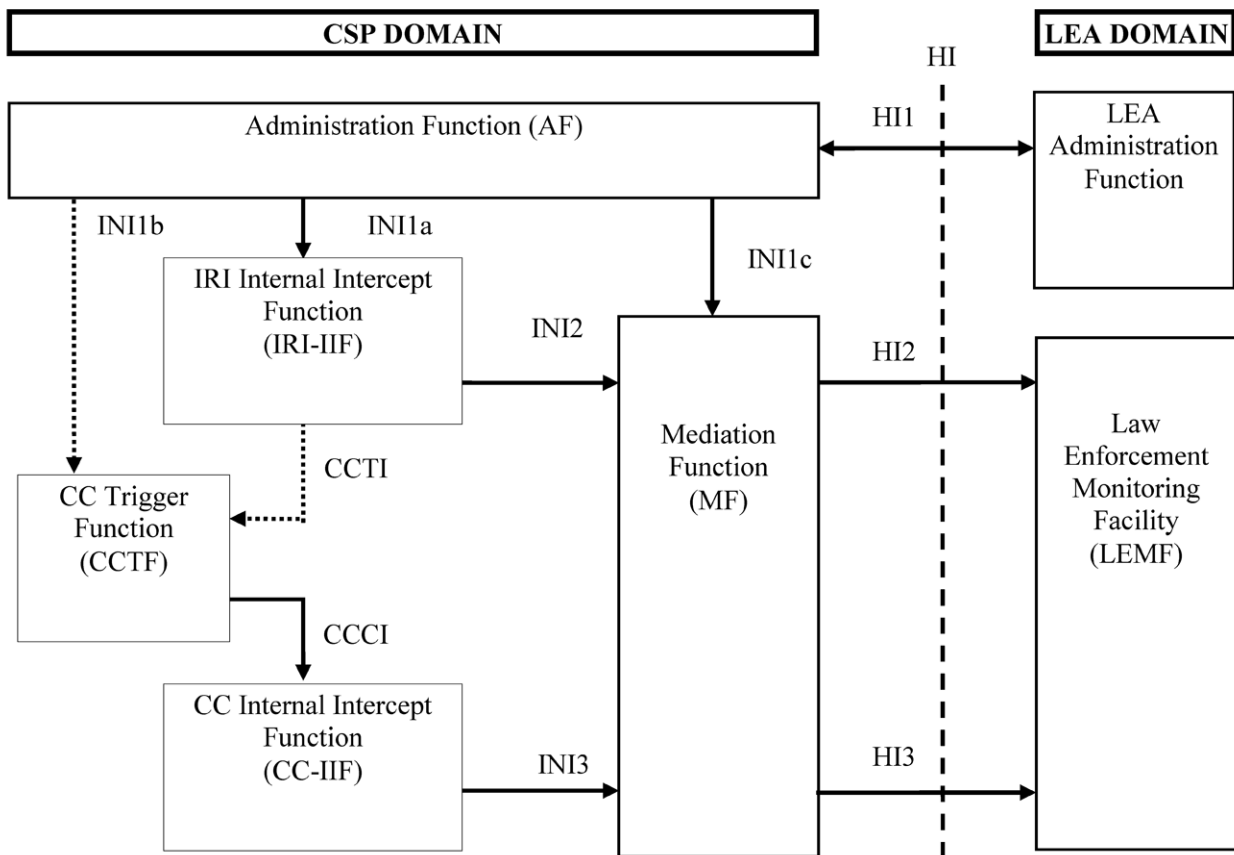 CSP DOMAIN
LEA DOMAIN
HI
Administration Function (AF)
HI1
LEA
Administration
Function
INI1b
INI1a
INI1c
IRI Internal Intercept
Function
(IRI-IIF)
INI2
HI2
Mediation
Function
(MF)
Law
Enforcement
Monitoring
Facility
(LEMF)
CCTI
CC Trigger
Function
(CCTF)
CCCI
CC Internal Intercept
Function
(CC-IIF)
INI3
HI3